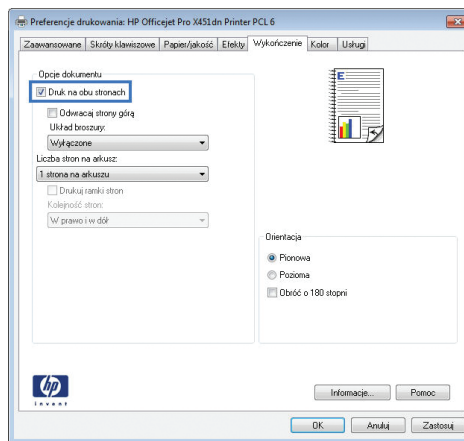 Preferencje drukowania: HP Officejet Pro X451dn Printer PCL 6
Zaawansowane Skróty klawiszowe Papier/jakość Efekty Wykończenie Kolor Usługi
Opcje dokumentu
Druk na obu stronach
Odwracaj strony górą
Układ broszury:
Wyłączone
Liczba stron na arkusz:
1 strona na arkuszu
Drukuj ramki stron
Kolejność stron:
W prawo i w dół
E
Orientacja
Pionowa
Pozioma
Obróć o 180 stopni
hp
invent
Informacje... Pomoc
OK Anuluj Zastosuj